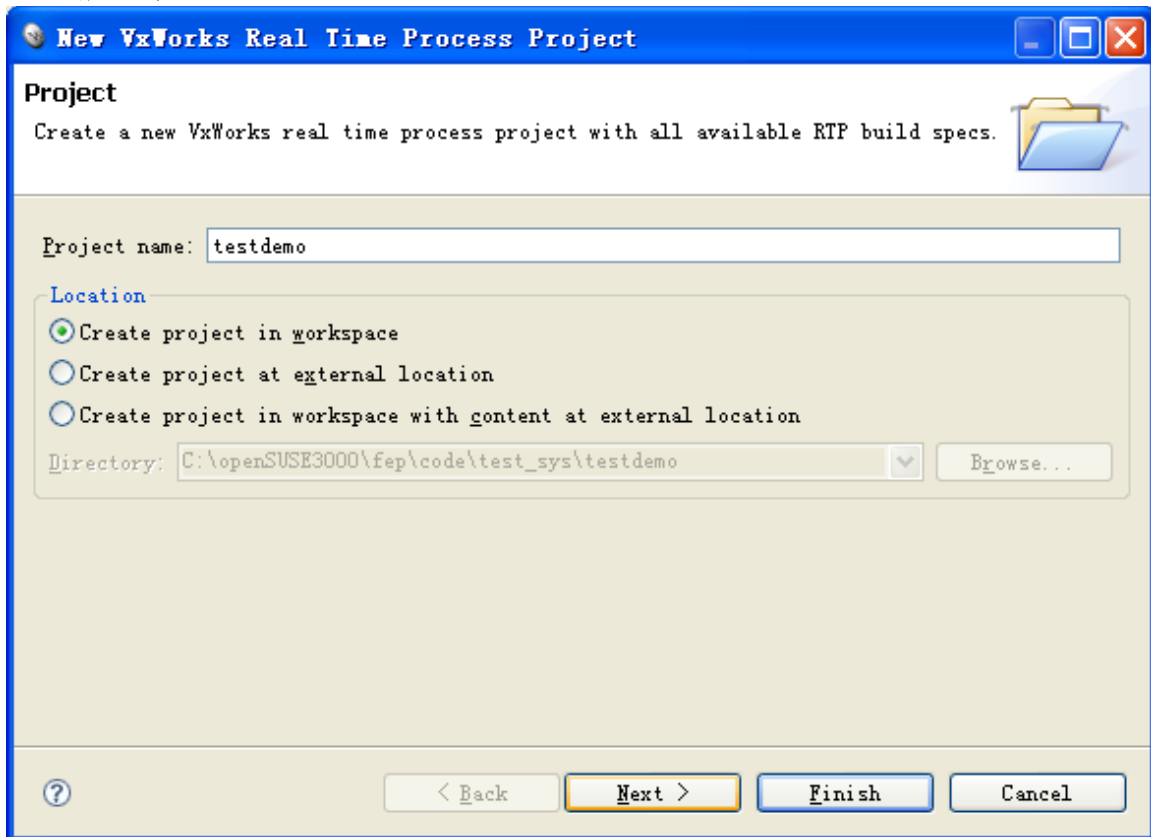 New VxWorks Real Time Process Project
Project
Create a new VxWorks real time process project with all available RTP build specs.
Project name: testdemo
Location
Create project in workspace
Create project at external location
Create project in workspace with content at external location
Directory: C:\openSUSE3000\fep\code\test_sys\testdemo Browse...
? < Back Next > Finish Cancel